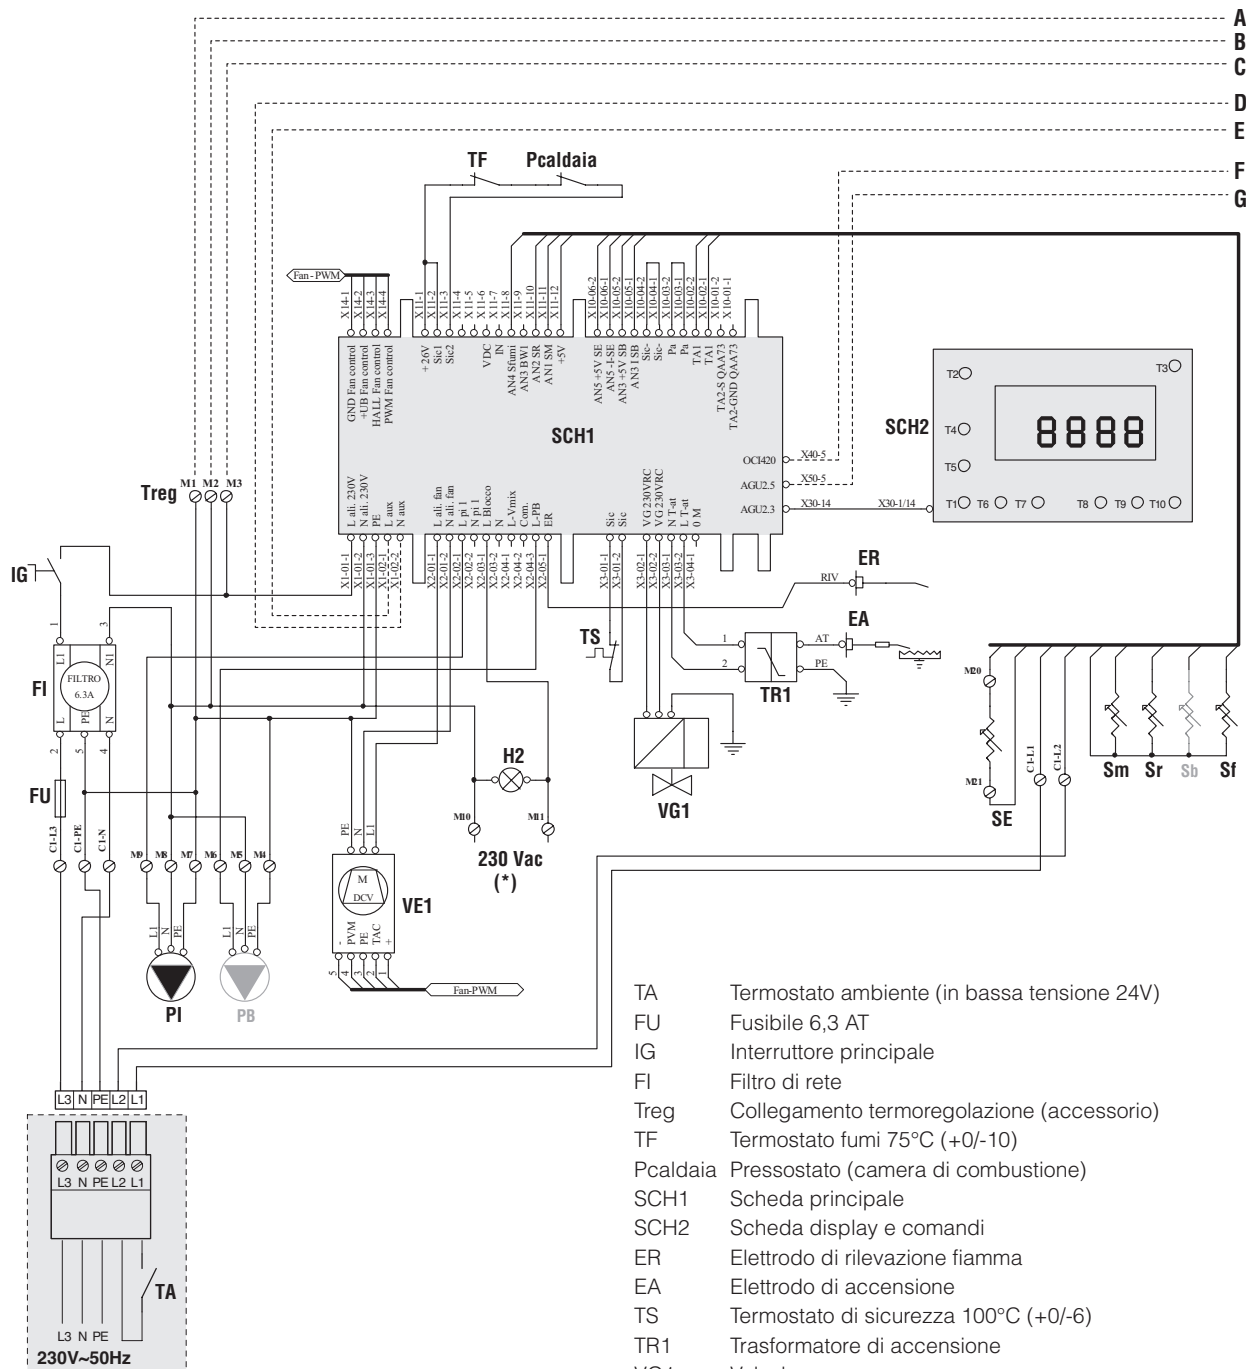 A
B
C
D
E
F
G
TF Pcaldaia
Fan-PWM
X14-1
X14-2
X14-3
X14-4
X11-1
X11-2
X11-3
X11-4
X11-5
X11-6
X11-7
X11-8
X11-9
X11-10
X11-11
X11-12
X10-06-2
X10-06-1
X10-05-2
X10-05-1
X10-04-2
X10-04-1
X10-03-2
X10-03-1
X10-02-2
X10-02-1
X10-01-2
X10-01-1
GND Fan control
+UB Fan control
HALL Fan control
PWM Fan control
+26V
Sic1
Sic2
VDC
IN
AN4 Sfumi
AN3 BW1
AN2 SR
AN1 SM
+5V
AN5 +5V SE
AN5 -I-SE
AN3 +5V SB
AN3 I SB
Sic-
Sic-
Pa
Pa
TA1
TA1
TA2-S QAA73
TA2-GND QAA73
SCH1
OCI420 X40-5
AGU2.5 X50-5
AGU2.3 X30-14 X30-1/14
SCH2
T2 T3
T4
8888
T5
T1 T6 T7 T8 T9 T10
L ali. 230V
N ali. 230V
PE
L aux
N aux
L ali. fan
N ali. fan
L pi 1
N pi 1
L Blocco
N
L-Vmix
Com.
L-PB
ER
Sic
Sic
VG 230VRC
VG 230VRC
N T-at
L T-at
0 M
X1-01-1
X1-01-2
X1-01-3
X1-02-1
X1-02-2
X2-01-1
X2-01-2
X2-02-1
X2-02-2
X2-03-1
X2-03-2
X2-04-1
X2-04-2
X2-04-3
X2-05-1
X3-01-1
X3-01-2
X3-02-1
X3-02-2
X3-03-1
X3-03-2
X3-04-1
Treg M1 M2 M3
IG
1 3
L1 N1
FI FILTRO
6.3A
L PE N
2 5 4
FU
C1-L3 C1-PE C1-N
M9 M8 M7 M6 M5 M4
L1 N PE L1 N PE
PI PB
RIV ER
TS
1 AT EA
2 PE
TR1
VG1
H2
M10 M11
230 Vac
(*)
PE N L1
M
DCV
VE1
- PVM PE TAC +
5 4 3 2 1
Fan-PWM
M20
M21
SE
C1-L1 C1-L2
Sm Sr Sb Sf
L3 N PE L2 L1
L3 N PE L2 L1
TA
L3 N PE
230V~50Hz
TA Termostato ambiente (in bassa tensione 24V)
FU Fusibile 6,3 AT
IG Interruttore principale
FI Filtro di rete
Treg Collegamento termoregolazione (accessorio)
TF Termostato fumi 75°C (+0/-10)
Pcaldaia Pressostato (camera di combustione)
SCH1 Scheda principale
SCH2 Scheda display e comandi
ER Elettrodo di rilevazione fiamma
EA Elettrodo di accensione
TS Termostato di sicurezza 100°C (+0/-6)
TR1 Trasformatore di accensione